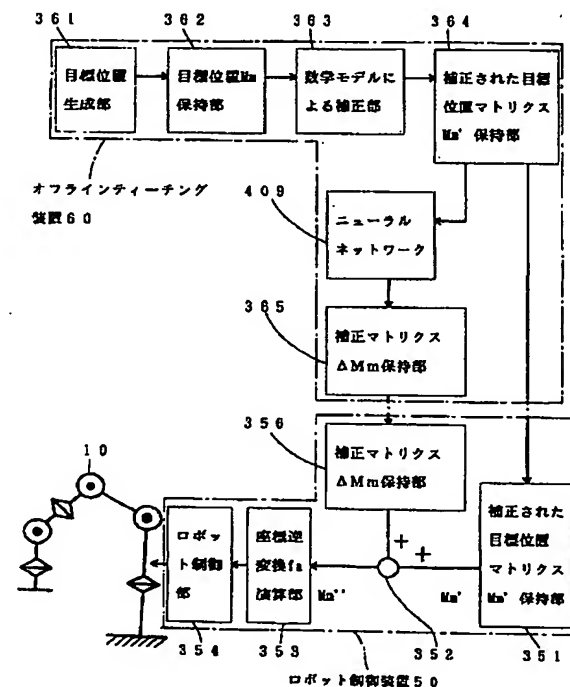 361
362
363
364
目標位置
生成部
目標位置Mm
保持部
数学モデルによ
る補正部
補正された目標
位置マトリクス
Mm' 保持部
オフラインティーチング
装置60
409
ニューラル
ネットワーク
365
補正マトリクス
ΔMm保持部
356
補正マトリクス
ΔMm保持部
10
ロボッ
ト制御
部
座標逆
変換fa
演算部
Mm''
+
+
Mm'
補正された
目標位置
マトリクス
Mm' 保持部
354
353
352
351
ロボット制御装置50